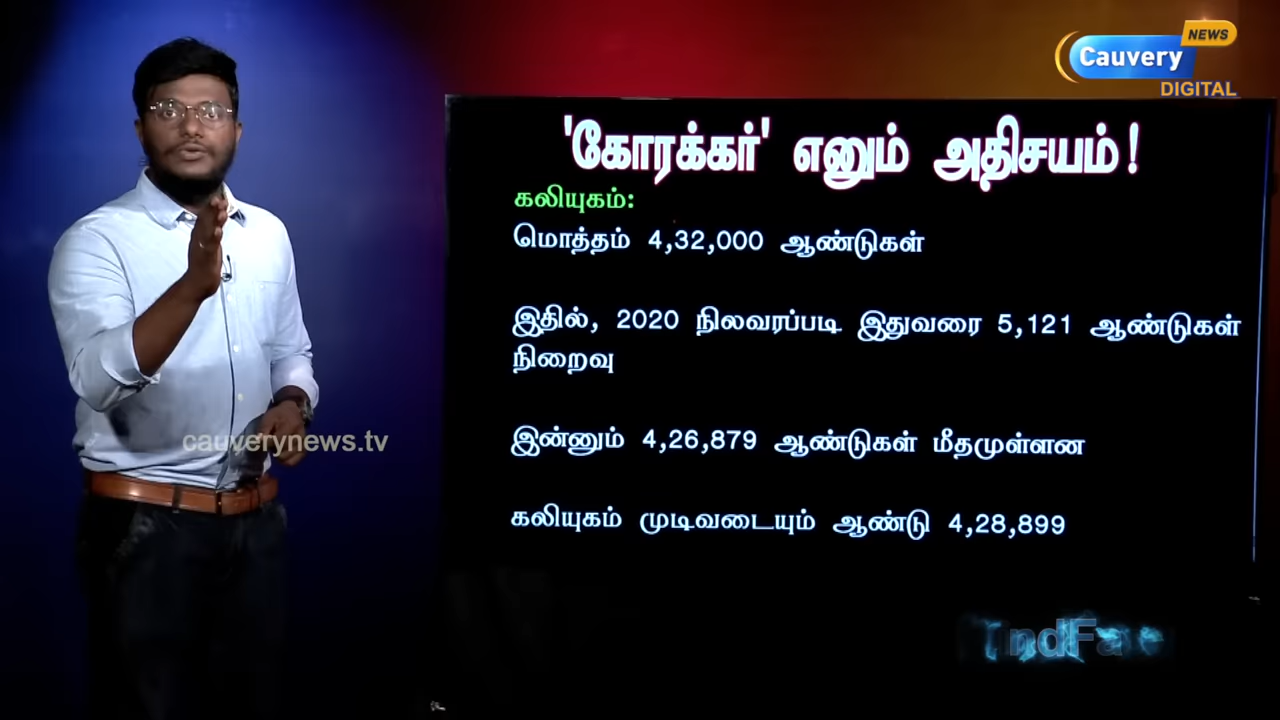 Cauvery NEWS
DIGITAL
'கோரக்கர்' எனும் அதிசயம்!
கலியுகம்:
மொத்தம் 4,32,000 ஆண்டுகள்
இதில், 2020 நிலவரப்படி இதுவரை 5,121 ஆண்டுகள்
நிறைவு
இன்னும் 4,26,879 ஆண்டுகள் மீதமுள்ளன
cauverynews.tv
கலியுகம் முடிவடையும் ஆண்டு 4,28,899